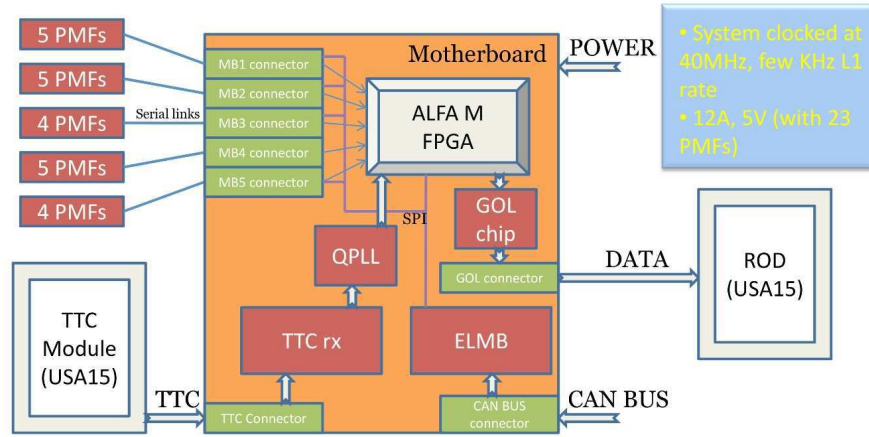 5 PMFs
5 PMFs
4 PMFs
5 PMFs
4 PMFs
Serial links
Motherboard
MB1 connector
MB2 connector
MB3 connector
MB4 connector
MB5 connector
ALFA M
FPGA
SPI
GOL
chip
GOL connector
QPLL
TTC rx
ELMB
TTC Connector
CAN BUS
connector
POWER
• System clocked at
40MHz, few KHz L1
rate
• 12A, 5V (with 23
PMFs)
DATA
ROD
(USA15)
TTC
Module
(USA15)
TTC
CAN BUS